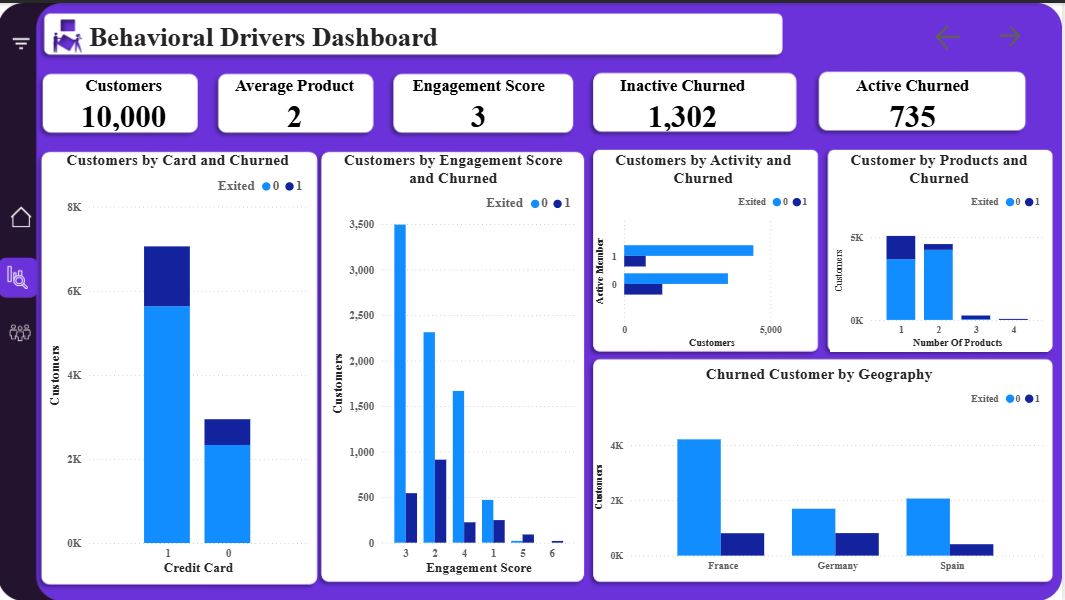 Behavioral Drivers Dashboard
Customers
10,000
Average Product
2
Engagement Score
3
Inactive Churned
1,302
Active Churned
735
Customers by Card and Churned
Exited 0 1
8K
6K
4K
2K
0K
Customers
1 0
Credit Card
Customers by Engagement Score
and Churned
Exited 0 1
3,500
3,000
2,500
2,000
1,500
1,000
500
0
Customers
3 2 4 1 5 6
Engagement Score
Customers by Activity and
Churned
Exited 0 1
Active Member
1
0
0 5,000
Customers
Customer by Products and
Churned
Exited 0 1
5K
0K
Customers
1 2 3 4
Number Of Products
Churned Customer by Geography
Exited 0 1
4K
2K
0K
Customers
France Germany Spain